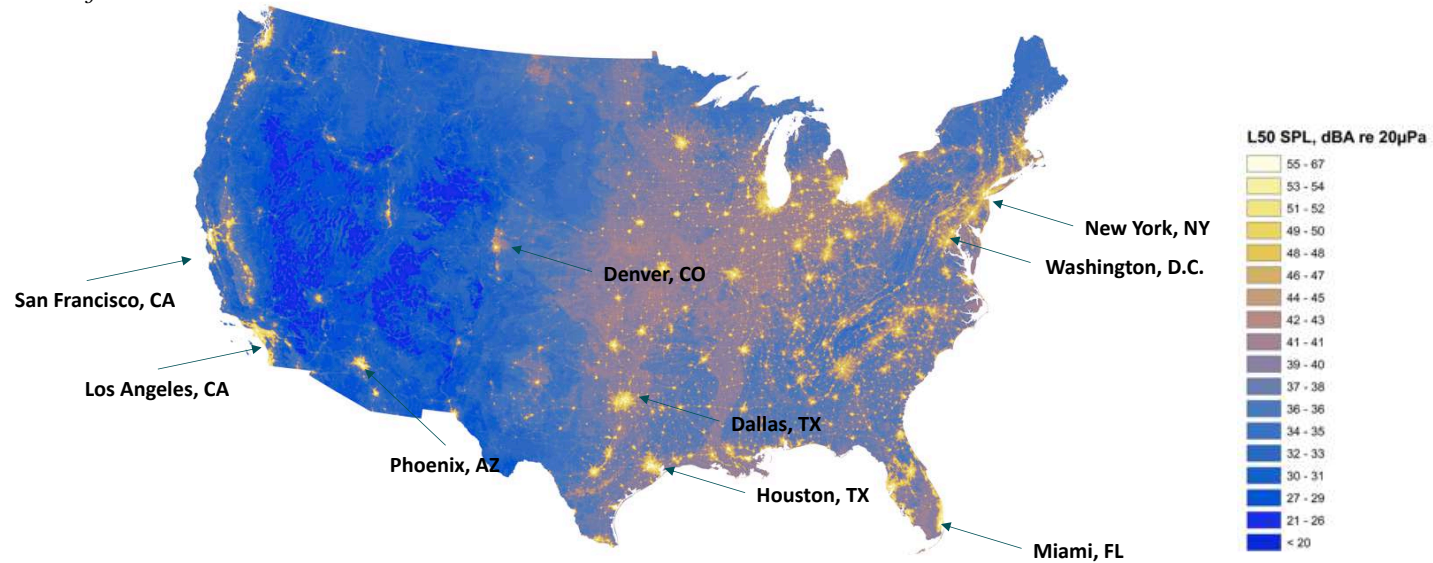 L50 SPL, dBA re 20µPa
55 - 67
53 - 54
51 - 52
49 - 50
48 - 48
46 - 47
44 - 45
42 - 43
41 - 41
39 - 40
37 - 38
36 - 36
34 - 35
32 - 33
30 - 31
27 - 29
21 - 26
< 20
New York, NY
Washington, D.C.
Denver, CO
San Francisco, CA
Los Angeles, CA
Dallas, TX
Phoenix, AZ
Houston, TX
Miami, FL